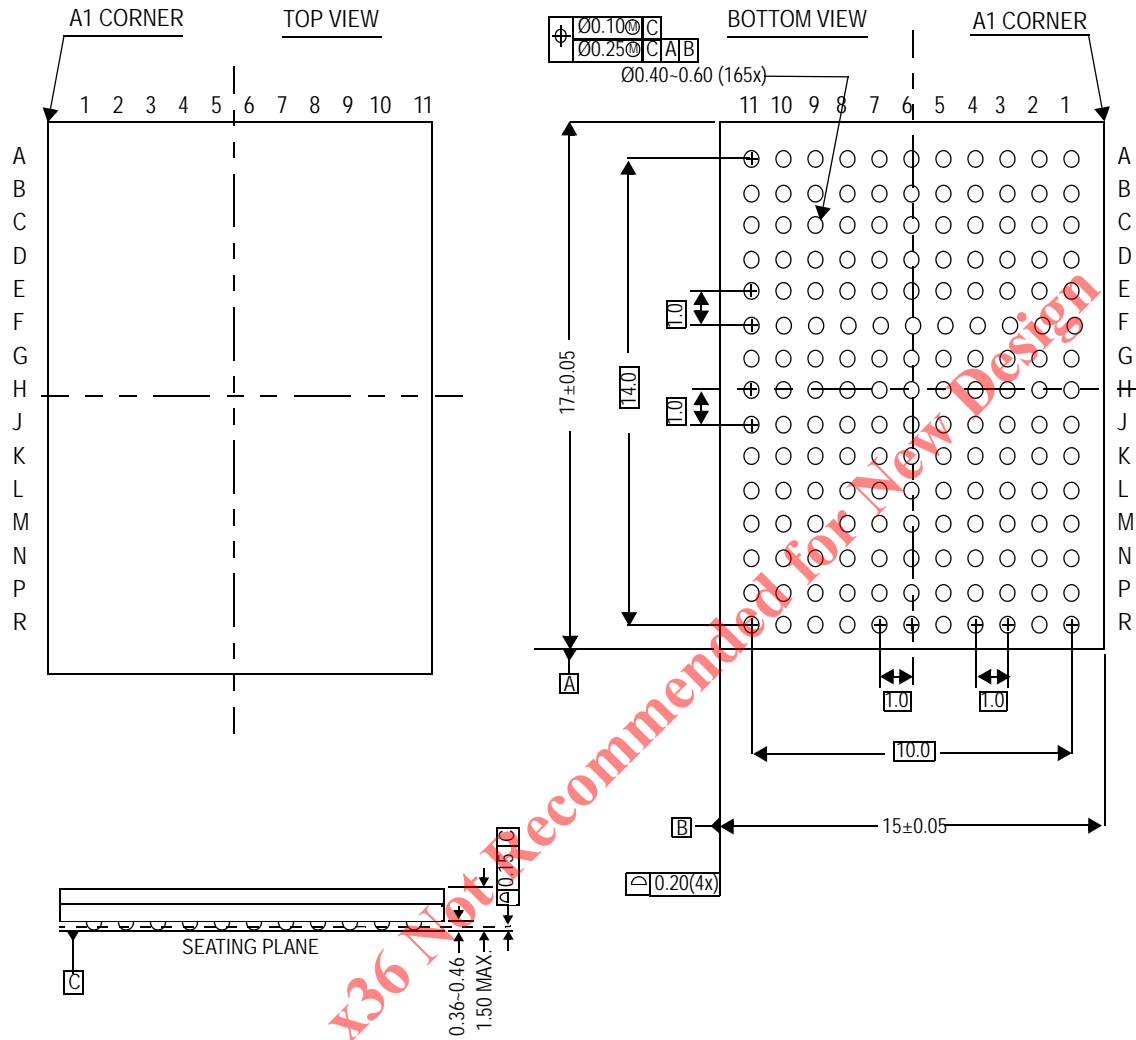 A1 CORNER
TOP VIEW
1 2 3 4 5 6 7 8 9 10 11
A
B
C
D
E
F
G
H
J
K
L
M
N
P
R
Ø0.10Ⓜ C
Ø0.25Ⓜ C A B
BOTTOM VIEW
A1 CORNER
Ø0.40~0.60 (165x)
11 10 9 8 7 6 5 4 3 2 1
A
B
C
D
E
F
G
H
J
K
L
M
N
P
R
17±0.05
14.0
1.0
1.0
A
1.0
1.0
10.0
B
15±0.05
0.20(4x)
0.15 C
SEATING PLANE
C
0.36~0.46
1.50 MAX.
x36 Not Recommended for New Design